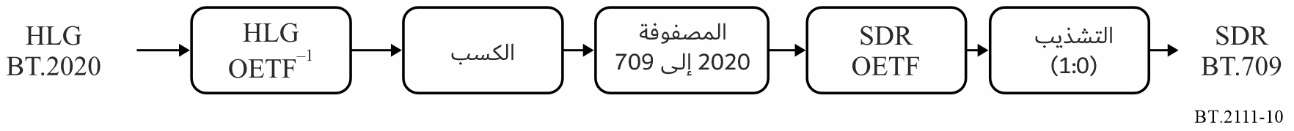 HLG
BT.2020
HLG
OETF⁻¹
الكسب
المصفوفة
2020 إلى 709
SDR
OETF
التشذيب
(1:0)
SDR
BT.709
BT.2111-10